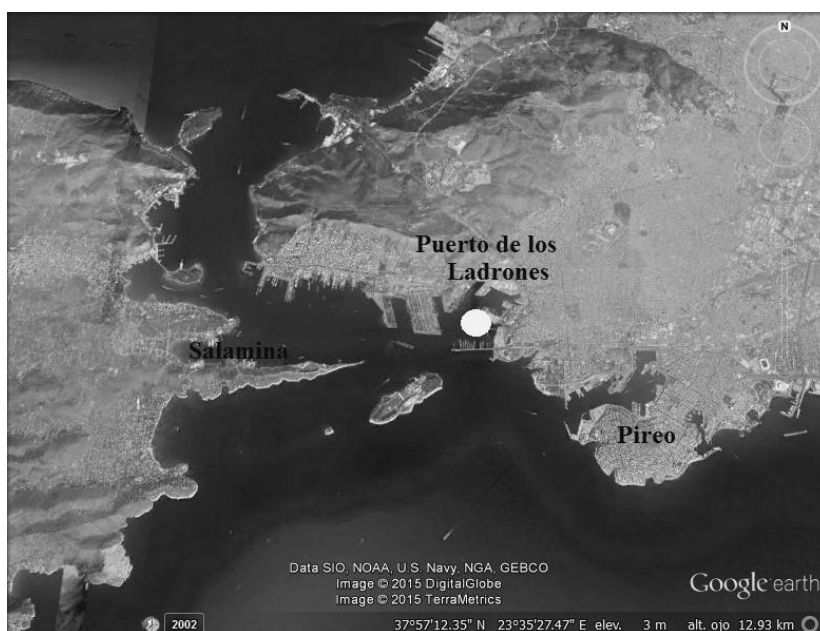 N
Puerto de los
Ladrones
Salamina
Pireo
Data SIO, NOAA, U.S. Navy, NGA, GEBCO
Image © 2015 DigitalGlobe
Image © 2015 TerraMetrics
Google earth
2002
37°57'12.35" N 23°35'27.47" E elev. 3 m alt. ojo 12.93 km